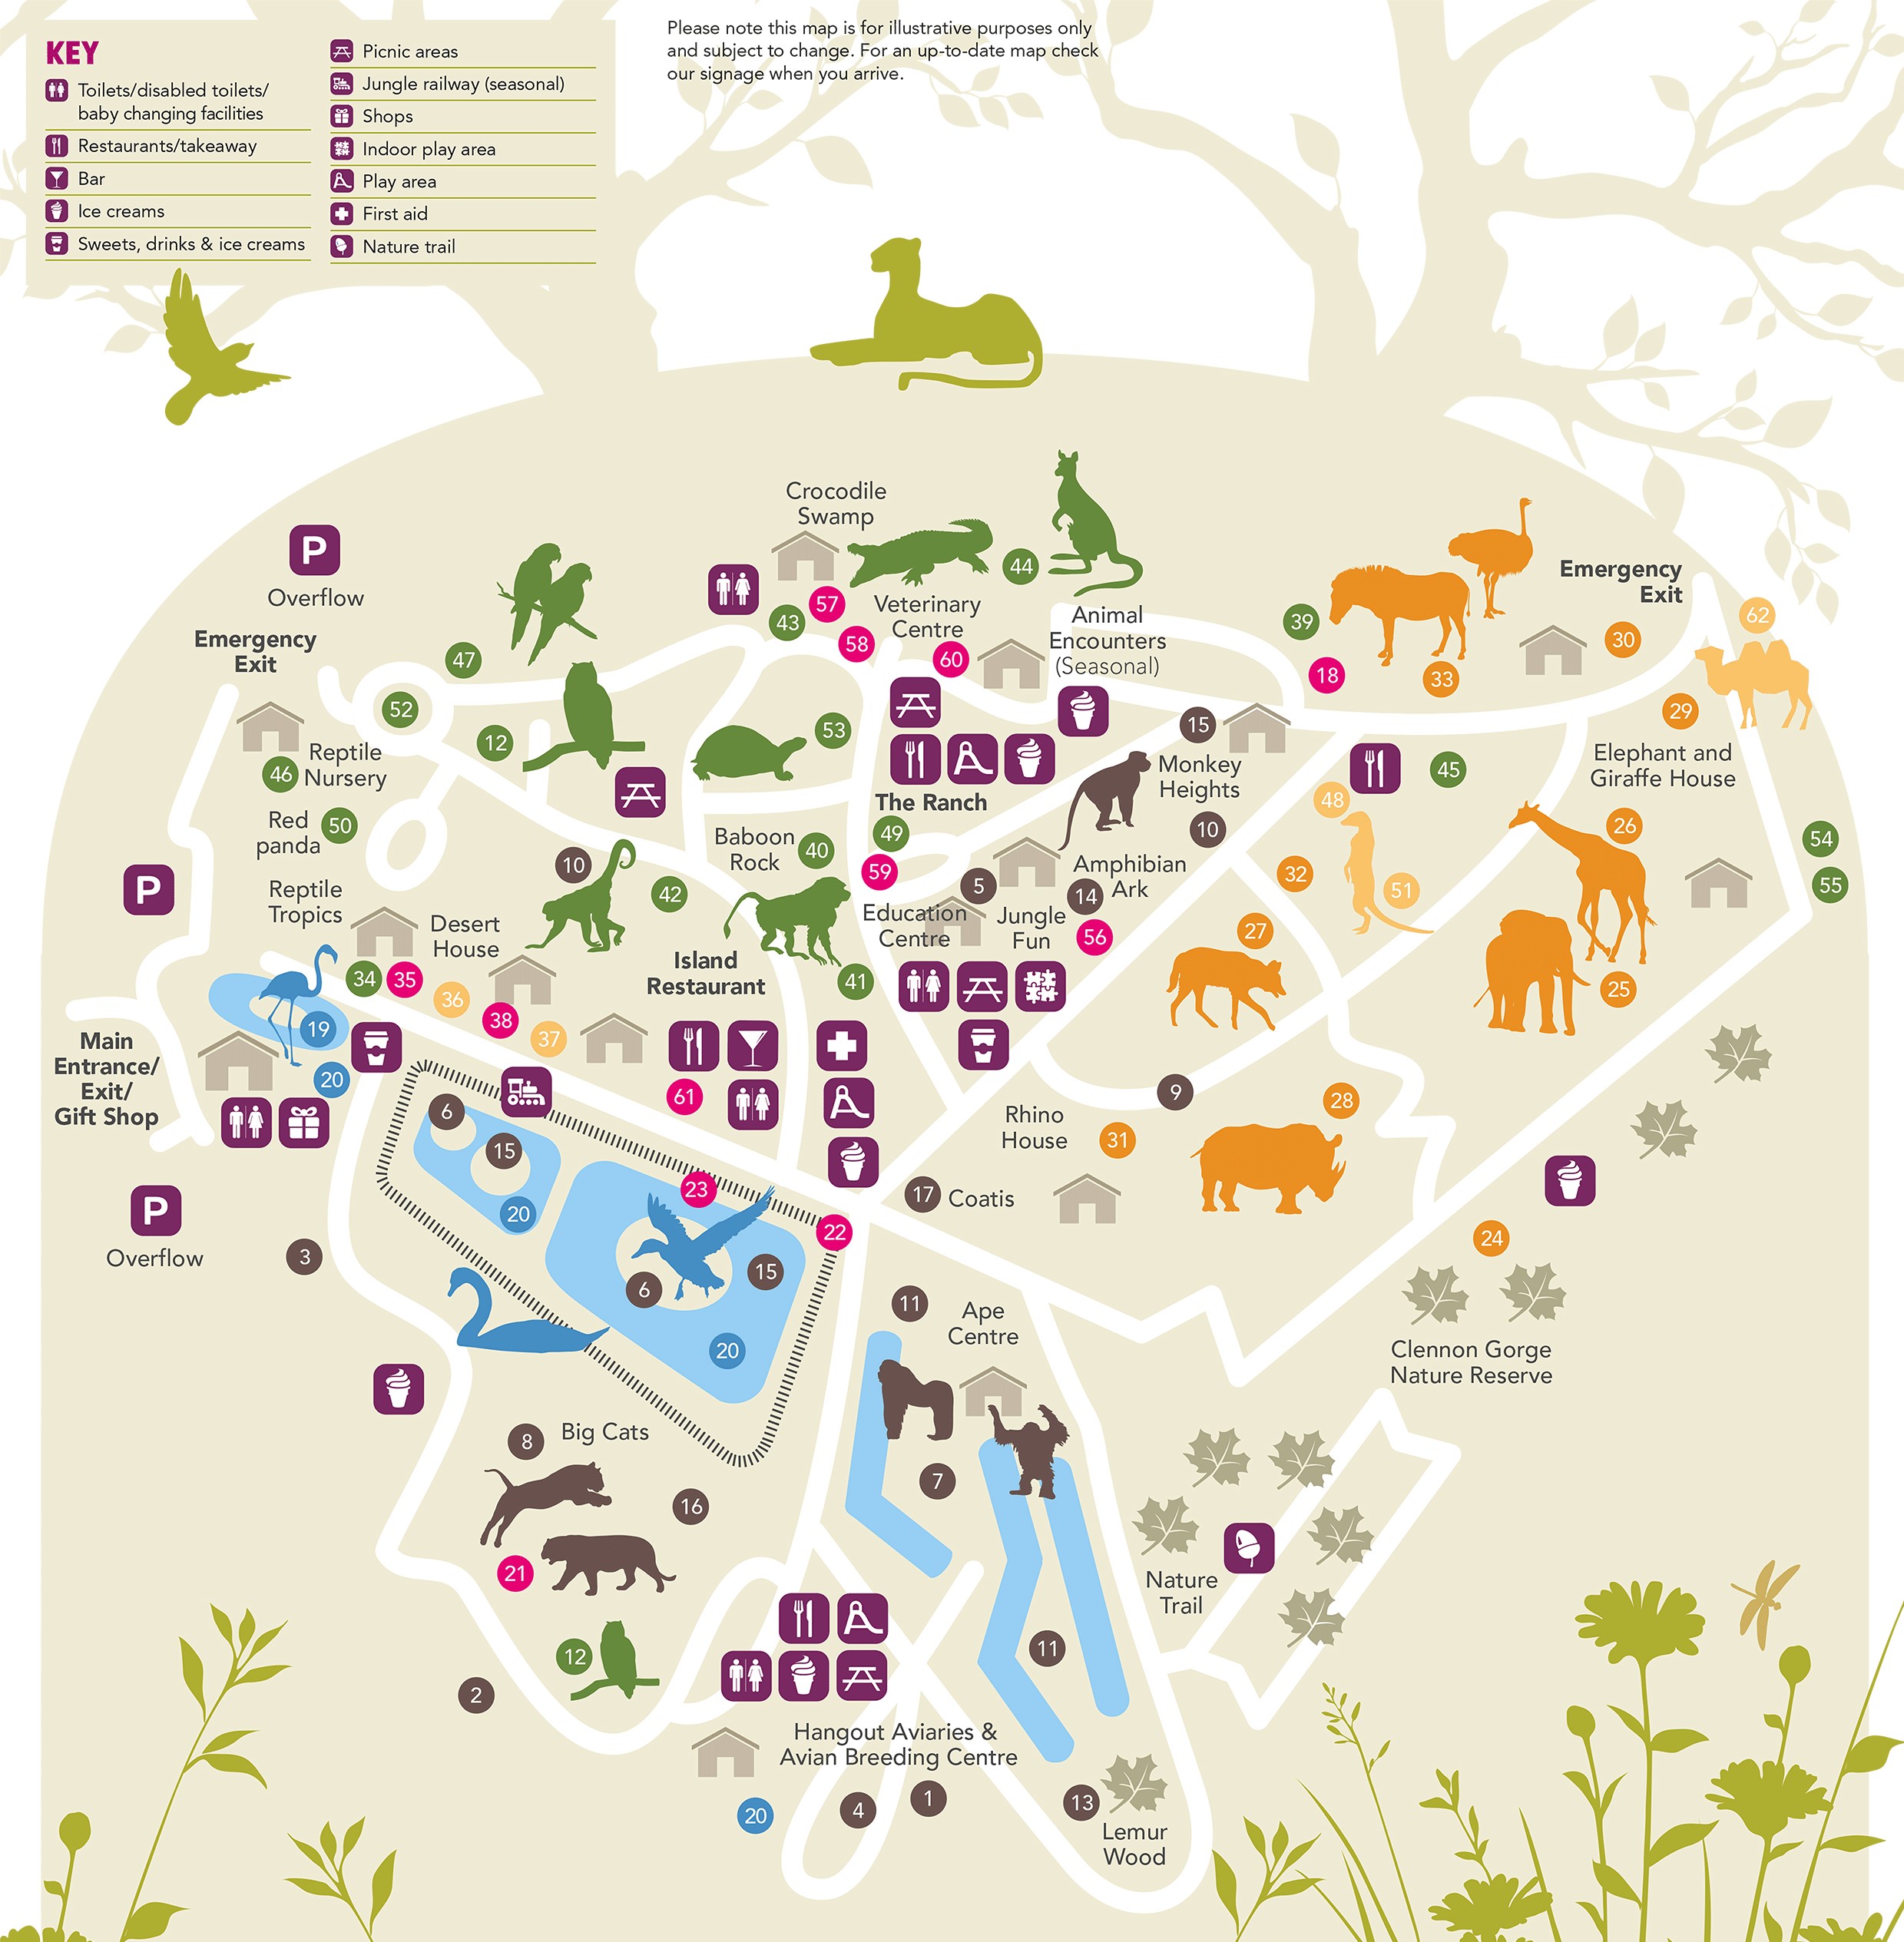 KEY
Toilets/disabled toilets/
baby changing facilities
Restaurants/takeaway
Bar
Ice creams
Sweets, drinks & ice creams
Picnic areas
Jungle railway (seasonal)
Shops
Indoor play area
Play area
First aid
Nature trail
Please note this map is for illustrative purposes only
and subject to change. For an up-to-date map check
our signage when you arrive.
Crocodile
Swamp
P
Overflow
Emergency
Exit
47
52
12
43
57
58
44
Veterinary
Centre
60
Animal
Encounters
(Seasonal)
39
18
33
Emergency
Exit
30
62
29
Reptile
Nursery
46
Red
panda
50
53
The Ranch
49
59
15
Monkey
Heights
10
45
48
Elephant and
Giraffe House
26
54
55
P
Reptile
Tropics
Desert
House
10
42
Baboon
Rock
40
5
Amphibian
Ark
14
32
51
Education
Centre
Jungle
Fun
56
27
34
35
36
38
37
Island
Restaurant
41
25
19
20
Main
Entrance/
Exit/
Gift Shop
61
9
28
Rhino
House
31
6
15
20
23
22
17
Coatis
24
P
Overflow
3
6
15
20
11
Ape
Centre
Clennon Gorge
Nature Reserve
8
Big Cats
16
7
21
Nature
Trail
12
11
2
Hangout Aviaries &
Avian Breeding Centre
20
4
1
13
Lemur
Wood